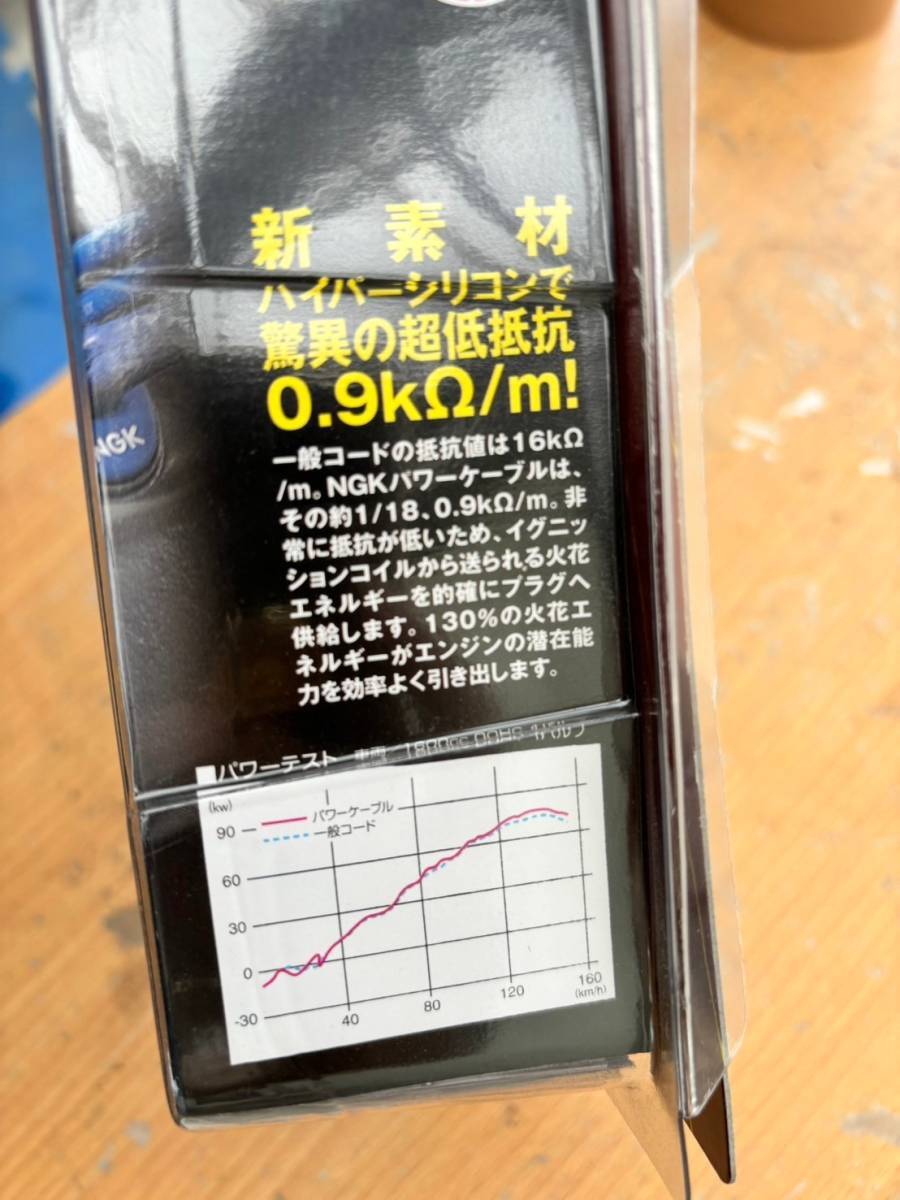 新素材
ハイパーシリコンで
驚異の超低抵抗
0.9kΩ/m!
NGK
一般コードの抵抗値は16kΩ
/m。NGKパワーケーブルは、
その約1/18、0.9kΩ/m。非
常に抵抗が低いため、イグニッ
ションコイルから送られる火花
エネルギーを的確にプラグへ
供給します。130%の火花エ
ネルギーがエンジンの潜在能
力を効率よく引き出します。
■パワーテスト 車両 1800cc DOHC
(kw)
90
パワーケーブル
一般コード
60
30
0
-30
40
80
120
160
(km/h)